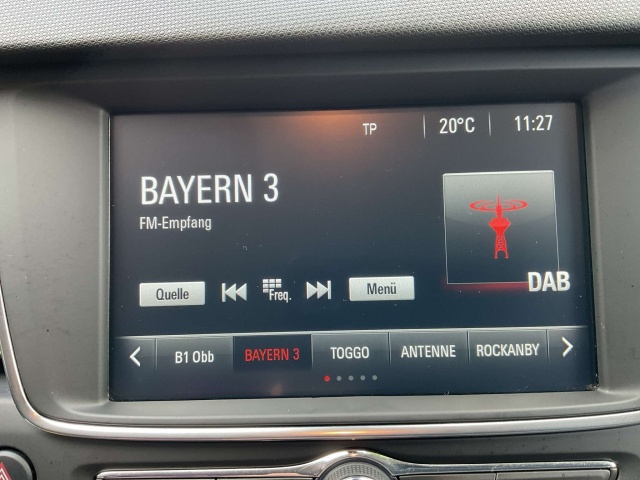 TP 20°C 11:27
BAYERN 3
FM-Empfang
DAB
Quelle Freq. Menü
B1 Obb BAYERN 3 TOGGO ANTENNE ROCKANBY